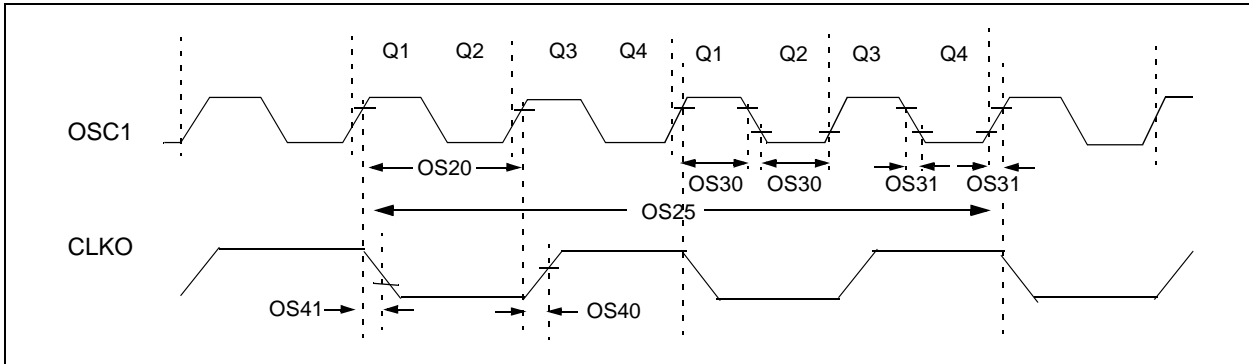 Q1 Q2 Q3 Q4 Q1 Q2 Q3 Q4
OSC1
OS20 OS30 OS30 OS31 OS31
OS25
CLKO
OS41 OS40